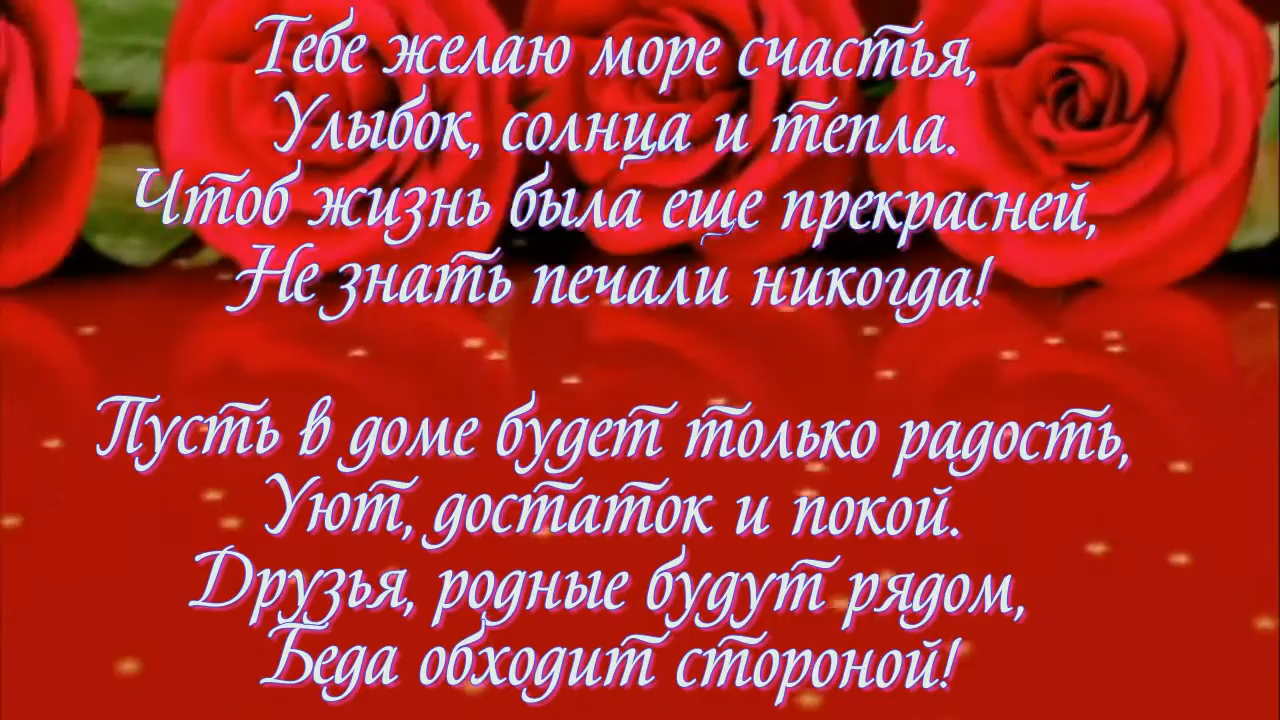 Тебе желаю море счастья,
Улыбок, солнца и тепла.
Чтоб жизнь была еще прекрасней,
Не знать печали никогда!
Пусть в доме будет только радость,
Уют, достаток и покой.
Друзья, родные будут рядом,
Беда обходит стороной!